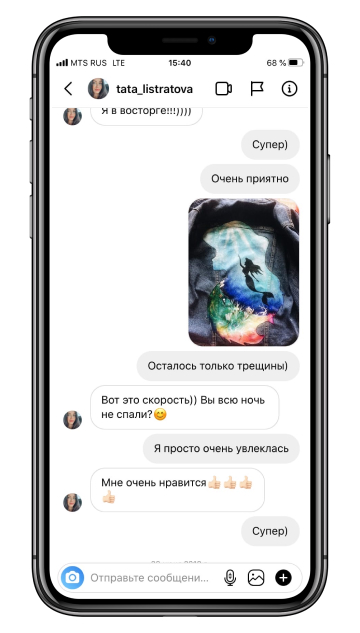 MTS RUS LTE 15:40 68 %
tata_listratova
Я в восторге!!!))))
Супер)
Очень приятно
Осталось только трещины)
Вот это скорость)) Вы всю ночь
не спали?😊
Я просто очень увлеклась
Мне очень нравится👍🏻👍🏻👍🏻
👍🏻
Супер)
Отправьте сообщени...